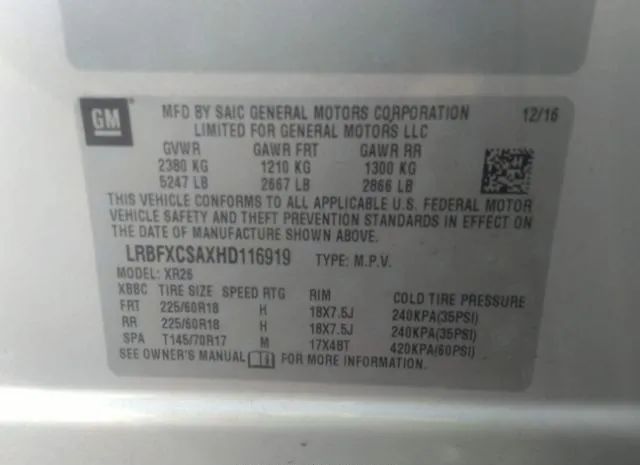 GM
MFD BY SAIC GENERAL MOTORS CORPORATION 12/16
LIMITED FOR GENERAL MOTORS LLC
GVWR GAWR FRT GAWR RR
2380 KG 1210 KG 1300 KG
5247 LB 2667 LB 2866 LB
THIS VEHICLE CONFORMS TO ALL APPLICABLE U.S. FEDERAL MOTOR
VEHICLE SAFETY AND THEFT PREVENTION STANDARDS IN EFFECT ON
THE DATE OF MANUFACTURE SHOWN ABOVE.
LRBFXCSAXHD116919 TYPE: M.P.V.
MODEL: XR26
XBBC TIRE SIZE SPEED RTG RIM COLD TIRE PRESSURE
FRT 225/60R18 H 18X7.5J 240KPA(35PSI)
RR 225/60R18 H 18X7.5J 240KPA(35PSI)
SPA T145/70R17 M 17X4BT 420KPA(60PSI)
SEE OWNER'S MANUAL FOR MORE INFORMATION.